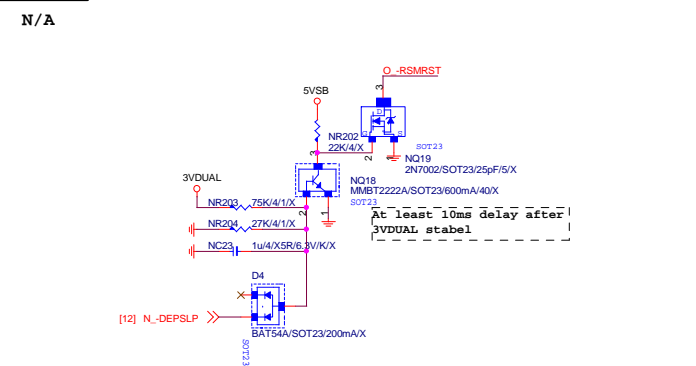 N/A
O_-RSMRST
3
5VSB
D
G
S
NR202
22K/4/X
SOT23
3
2
1
NQ19
2N7002/SOT23/25pF/5/X
3VDUAL
NQ18
MMBT2222A/SOT23/600mA/40/X
SOT23
NR203
75K/4/1/X
2
1
At least 10ms delay after
3VDUAL stabel
NR204
27K/4/1/X
NC23
1u/4/X5R/6.3V/K/X
D4
[12] N_-DEPSLP
BAT54A/SOT23/200mA/X
SOT23